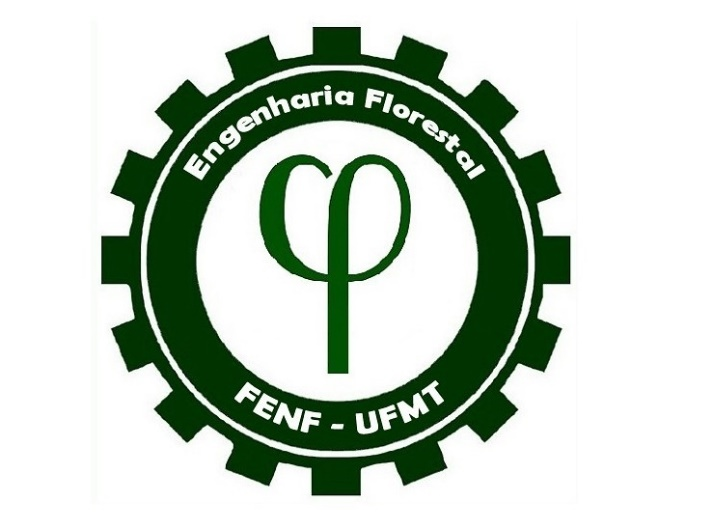 Engenharia Florestal
φ
FENF - UFMT